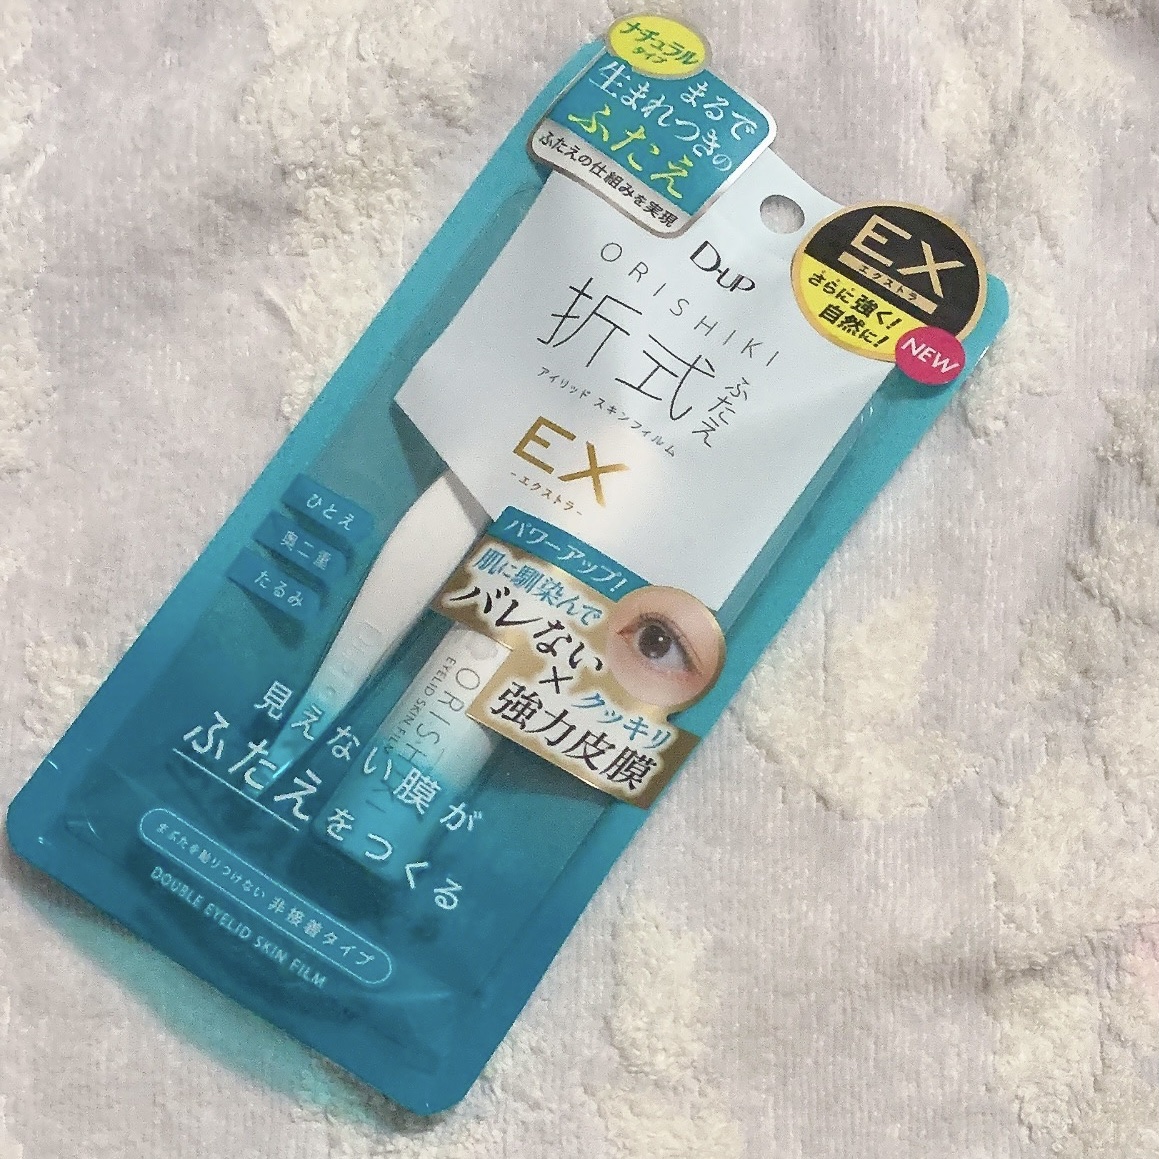 ナチュラル
タイプ
まるで
生まれつきの
ふたえ
ふたえの仕組みを実現
D-UP
ORISHIKI
折式
ふたえ
アイリッド スキンフィルム
EX
-エクストラ-
EX
エクストラ
さらに強く!
自然に!
NEW
ひとえ
奥二重
たるみ
パワーアップ!
肌に馴染んで
バレない
×
クッキリ
強力皮膜
ORISHIKI
EYELID SKIN FILM
見えない膜が
ふたえをつくる
まぶたを貼りつけない 非接着タイプ
DOUBLE EYELID SKIN FILM